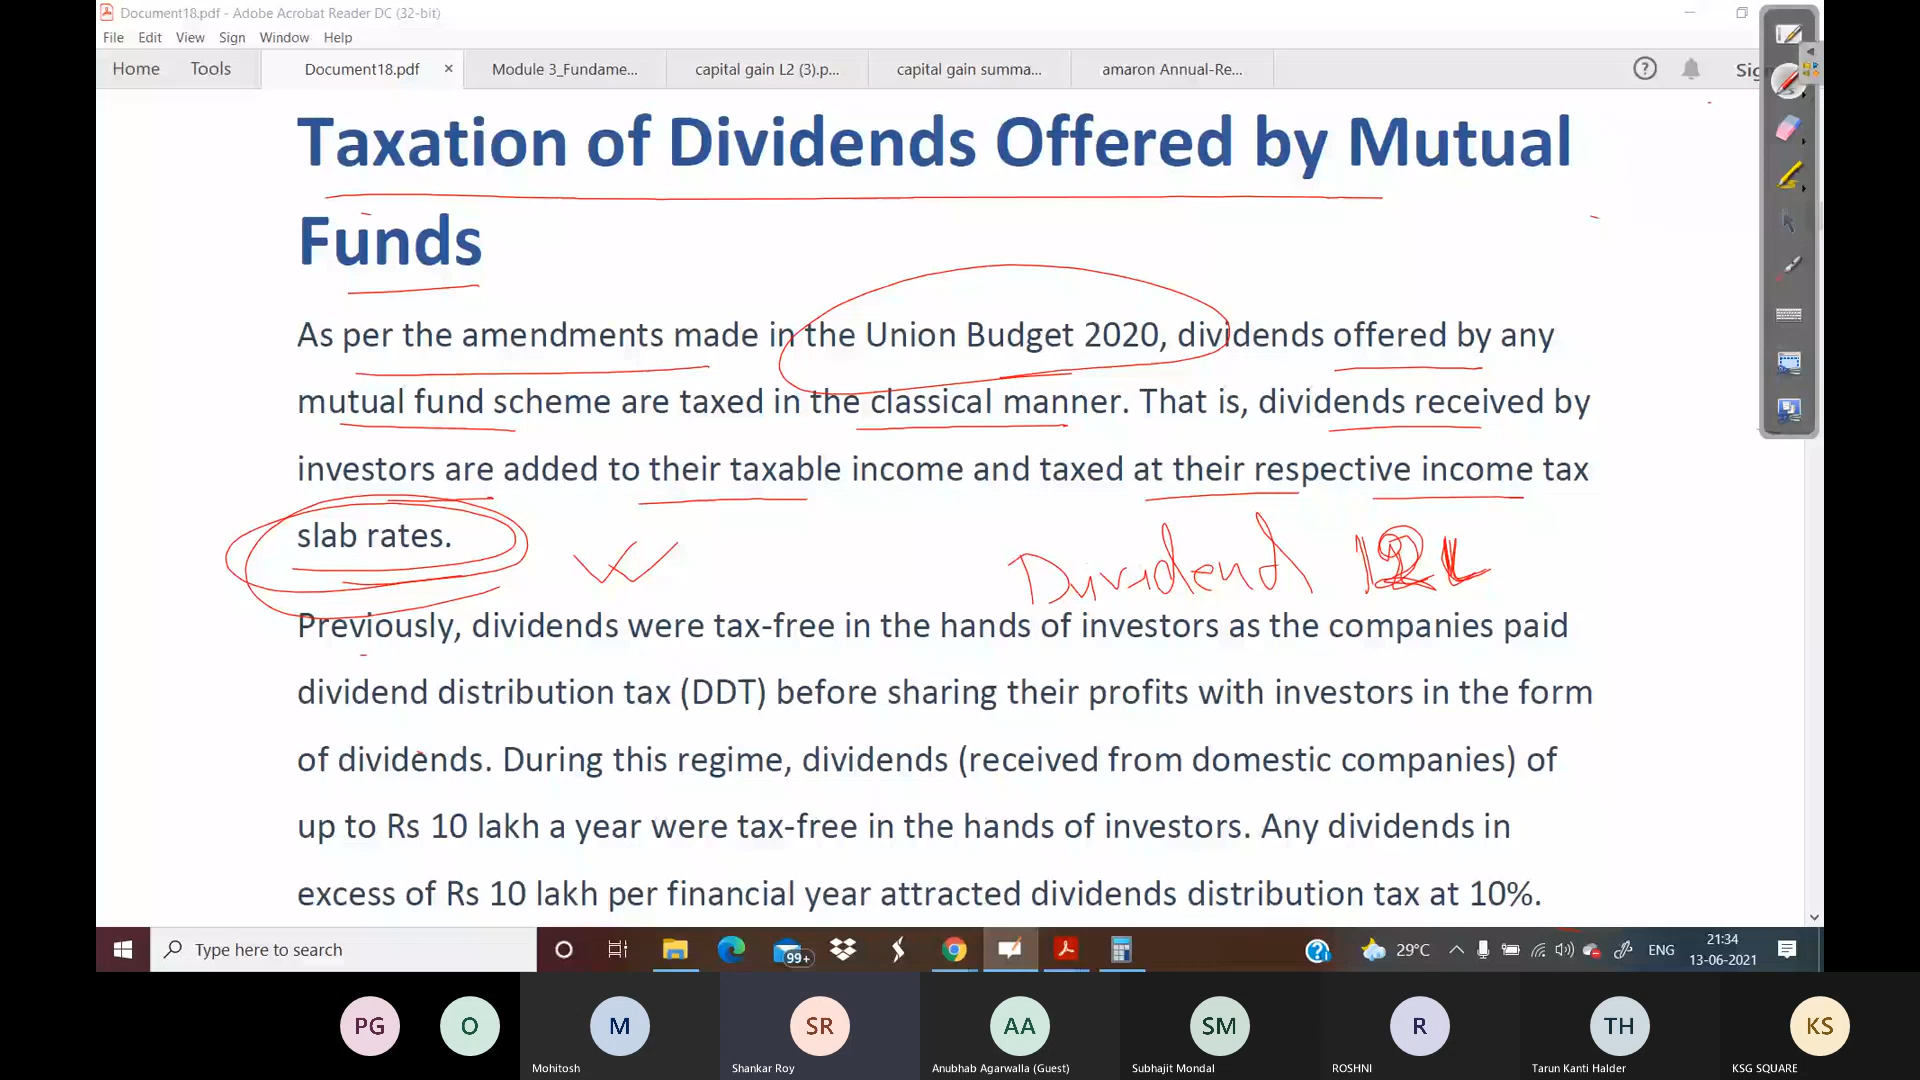 Document18.pdf - Adobe Acrobat Reader DC (32-bit)
File Edit View Sign Window Help
Home Tools Document18.pdf × Module 3_Fundame... capital gain L2 (3).p... capital gain summa... amaron Annual-Re...
Taxation of Dividends Offered by Mutual
Funds
As per the amendments made in the Union Budget 2020, dividends offered by any
mutual fund scheme are taxed in the classical manner. That is, dividends received by
investors are added to their taxable income and taxed at their respective income tax
slab rates.
Dividend 12L
Previously, dividends were tax-free in the hands of investors as the companies paid
dividend distribution tax (DDT) before sharing their profits with investors in the form
of dividends. During this regime, dividends (received from domestic companies) of
up to Rs 10 lakh a year were tax-free in the hands of investors. Any dividends in
excess of Rs 10 lakh per financial year attracted dividends distribution tax at 10%.
Type here to search 99+ 29°C ENG 21:34
13-06-2021
PG O M SR AA SM R TH KS
Mohitosh Shankar Roy Anubhab Agarwalla (Guest) Subhajit Mondal ROSHNI Tarun Kanti Halder KSG SQUARE